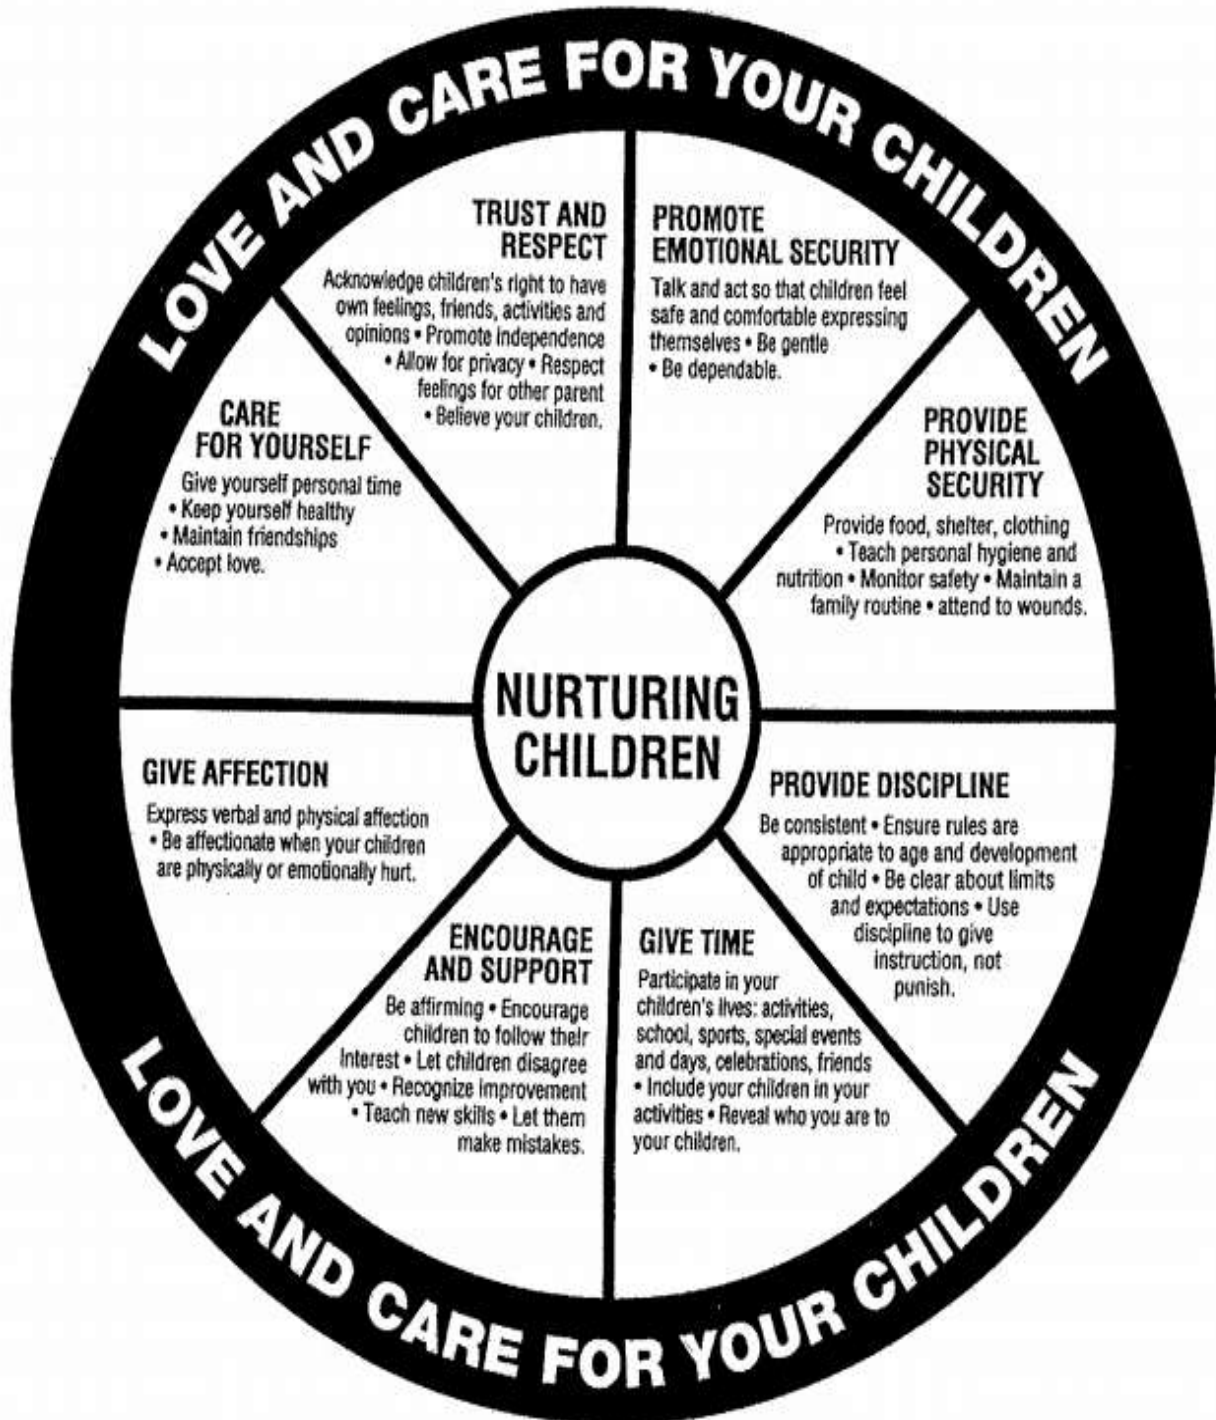 LOVE AND CARE FOR YOUR CHILDREN
TRUST AND
RESPECT
Acknowledge children's right to have
own feelings, friends, activities and
opinions • Promote independence
• Allow for privacy • Respect
feelings for other parent
• Believe your children.
PROMOTE
EMOTIONAL SECURITY
Talk and act so that children feel
safe and comfortable expressing
themselves • Be gentle
• Be dependable.
CARE
FOR YOURSELF
Give yourself personal time
• Keep yourself healthy
• Maintain friendships
• Accept love.
PROVIDE
PHYSICAL
SECURITY
Provide food, shelter, clothing
• Teach personal hygiene and
nutrition • Monitor safety • Maintain a
family routine • attend to wounds.
NURTURING
CHILDREN
GIVE AFFECTION
Express verbal and physical affection
• Be affectionate when your children
are physically or emotionally hurt.
PROVIDE DISCIPLINE
Be consistent • Ensure rules are
appropriate to age and development
of child • Be clear about limits
and expectations • Use
discipline to give
instruction, not
punish.
ENCOURAGE
AND SUPPORT
Be affirming • Encourage
children to follow their
Interest • Let children disagree
with you • Recognize improvement
• Teach new skills • Let them
make mistakes.
GIVE TIME
Participate in your
children's lives: activities,
school, sports, special events
and days, celebrations, friends
• Include your children in your
activities • Reveal who you are to
your children.
LOVE AND CARE FOR YOUR CHILDREN